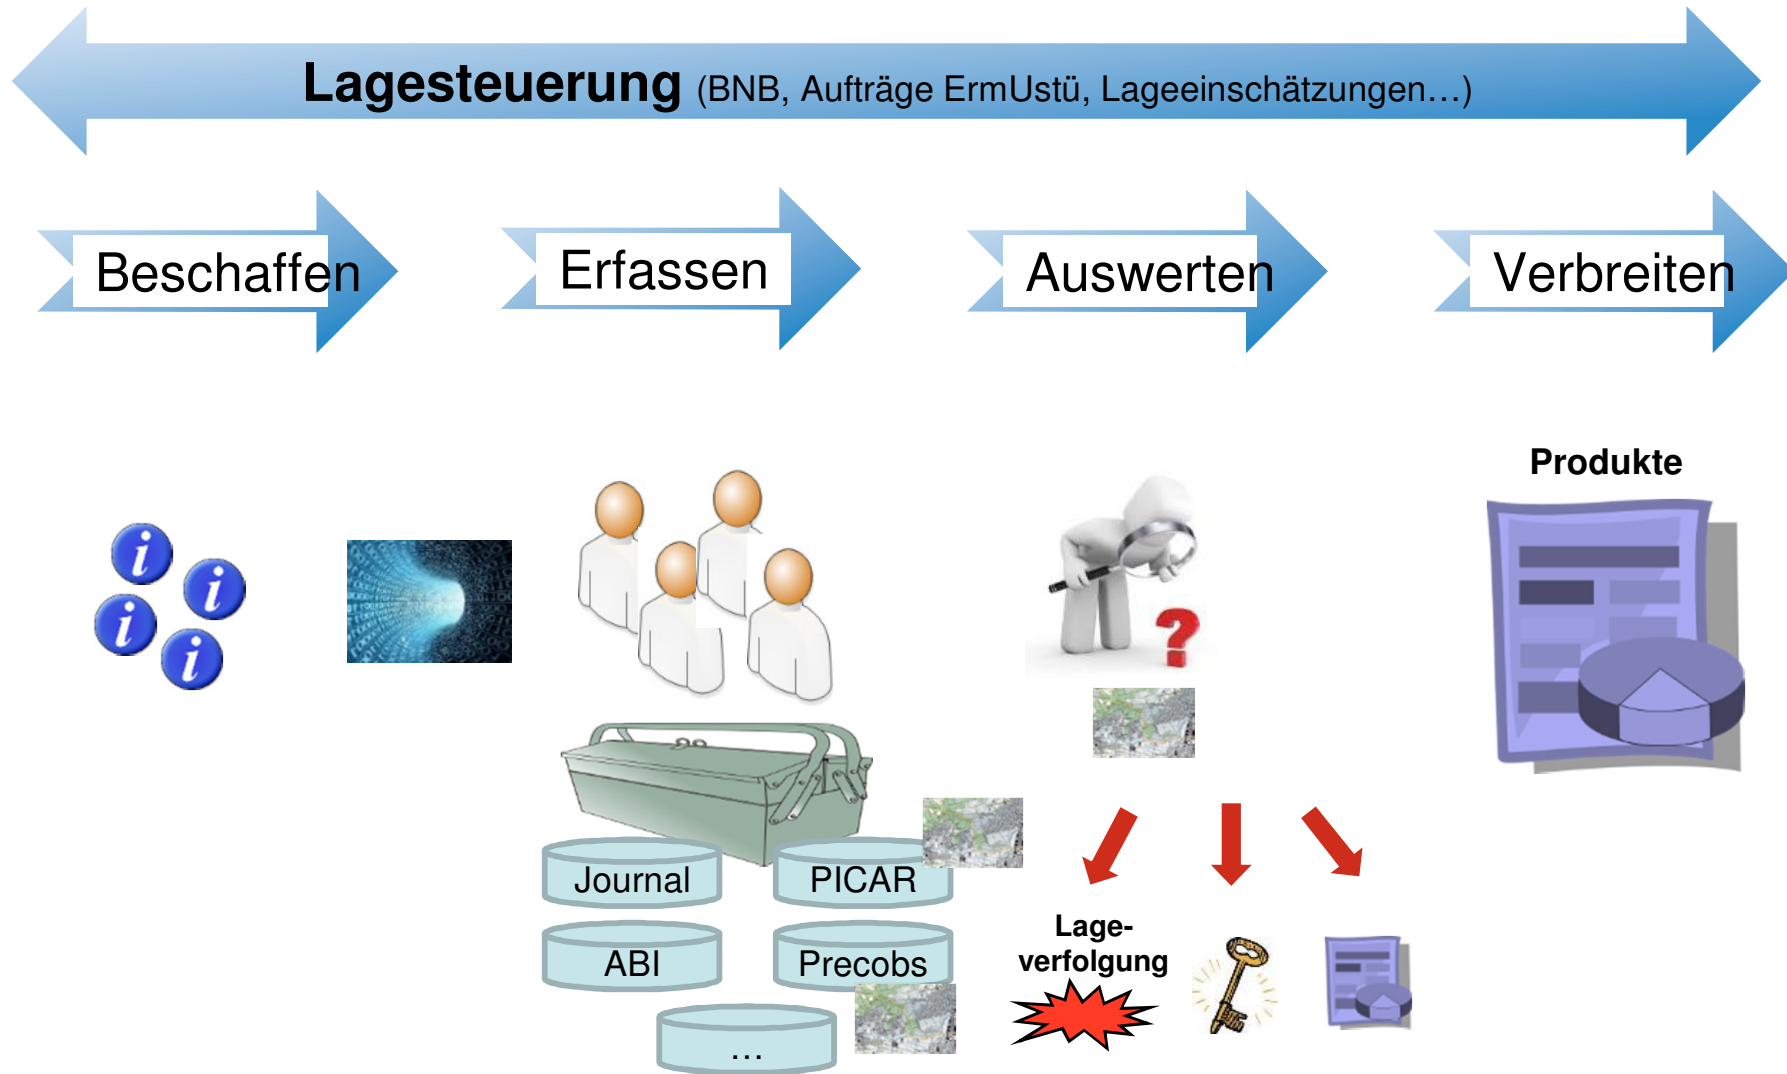 Lagesteuerung (BNB, Aufträge ErmUstü, Lageeinschätzungen…)
Beschaffen
Erfassen
Auswerten
Verbreiten
Produkte
i
i
i
i
?
Journal
PICAR
ABI
Precobs
…
Lage-
verfolgung